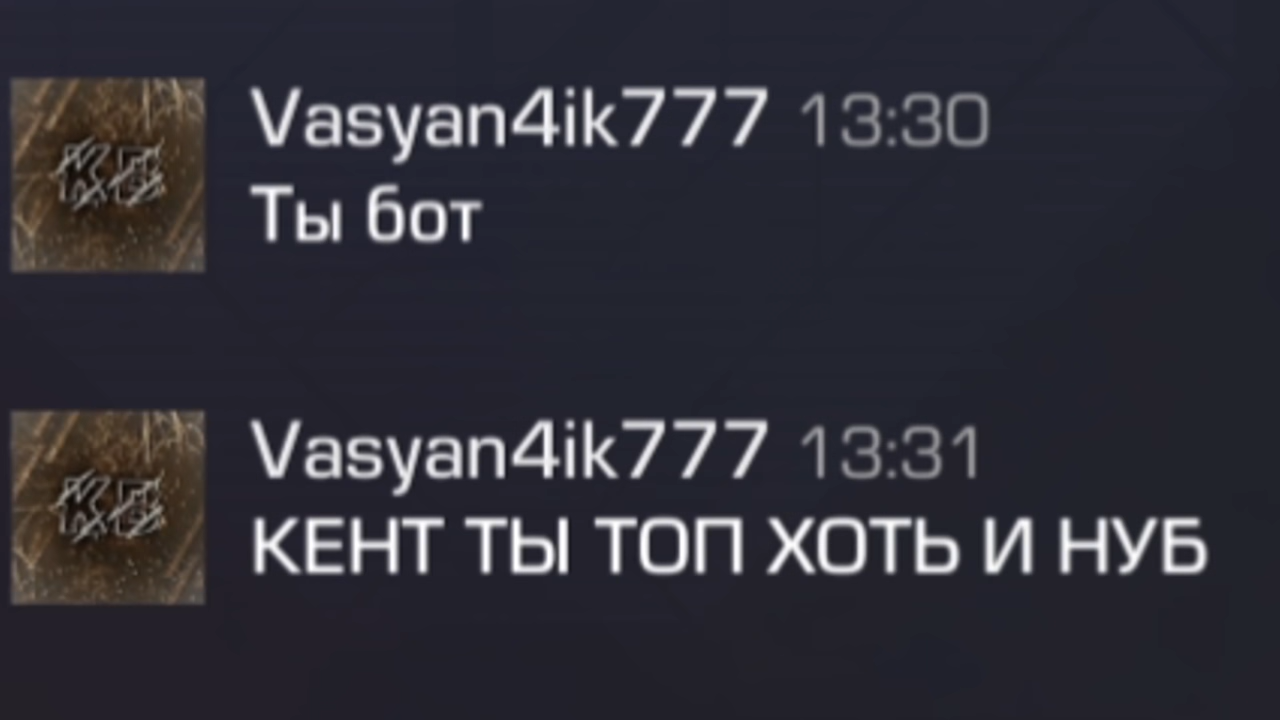 Vasyan4ik777 13:30
Ты бот
Vasyan4ik777 13:31
КЕНТ ТЫ ТОП ХОТЬ И НУБ